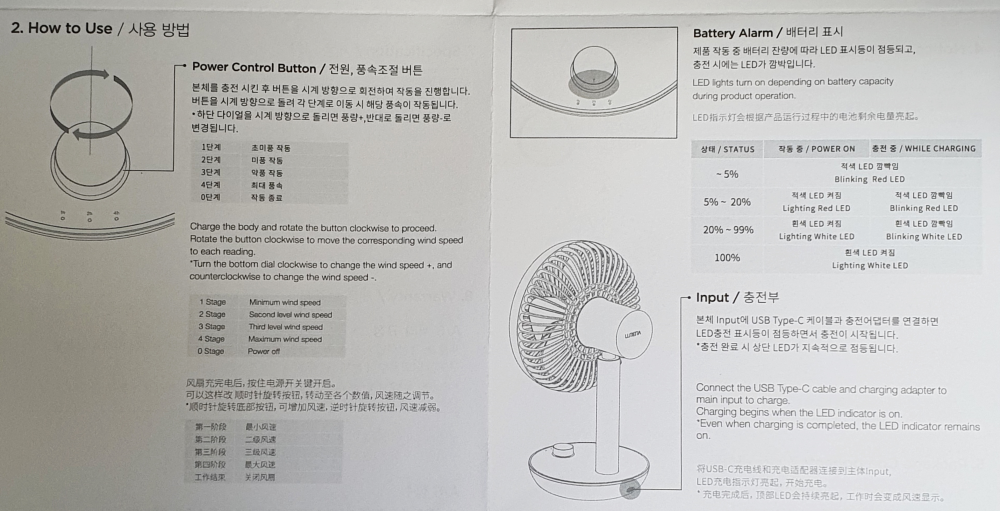 2. How to Use / 사용 방법
Power Control Button / 전원, 풍속조절 버튼
본체를 충전 시킨 후 버튼을 시계 방향으로 회전하여 작동을 진행합니다.
버튼을 시계 방향으로 돌려 각 단계로 이동 시 해당 풍속이 작동됩니다.
*하단 다이얼을 시계 방향으로 돌리면 풍량+,반대로 돌리면 풍량-로
변경됩니다.
1단계 초미풍 작동
2단계 미풍 작동
3단계 약풍 작동
4단계 최대 풍속
0단계 작동 종료
Charge the body and rotate the button clockwise to proceed.
Rotate the button clockwise to move the corresponding wind speed
to each reading.
*Turn the bottom dial clockwise to change the wind speed +, and
counterclockwise to change the wind speed -.
1 Stage Minimum wind speed
2 Stage Second level wind speed
3 Stage Third level wind speed
4 Stage Maximum wind speed
0 Stage Power off
风扇充完电后, 按住电源开关键开启。
可以这样改 顺时针旋转按钮, 转动至各个数值, 风速随之调节。
*顺时针旋转底部按钮, 可增加风速, 逆时针旋转按钮, 风速减弱。
第一阶段 最小风速
第二阶段 二级风速
第三阶段 三级风速
第四阶段 最大风速
工作结束 关闭风扇
Battery Alarm / 배터리 표시
제품 작동 중 배터리 잔량에 따라 LED 표시등이 점등되고,
충전 시에는 LED가 깜박입니다.
LED lights turn on depending on battery capacity
during product operation.
LED指示灯会根据产品运行过程中的电池剩余电量亮起。
상태 / STATUS 작동 중 / POWER ON 충전 중 / WHILE CHARGING
~ 5% 적색 LED 깜빡임
Blinking Red LED
5% ~ 20% 적색 LED 켜짐 적색 LED 깜빡임
Lighting Red LED Blinking Red LED
20% ~ 99% 흰색 LED 켜짐 흰색 LED 깜빡임
Lighting White LED Blinking White LED
100% 흰색 LED 켜짐
Lighting White LED
LUMENA
Input / 충전부
본체 Input에 USB Type-C 케이블과 충전어댑터를 연결하면
LED충전 표시등이 점등하면서 충전이 시작됩니다.
*충전 완료 시 상단 LED가 지속적으로 점등됩니다.
Connect the USB Type-C cable and charging adapter to
main input to charge.
Charging begins when the LED indicator is on.
*Even when charging is completed, the LED indicator remains
on.
将USB-C充电线和充电适配器连接到主体Input,
LED充电指示灯亮起, 开始充电。
* 充电完成后, 顶部LED会持续亮起, 工作时会变成风速显示。